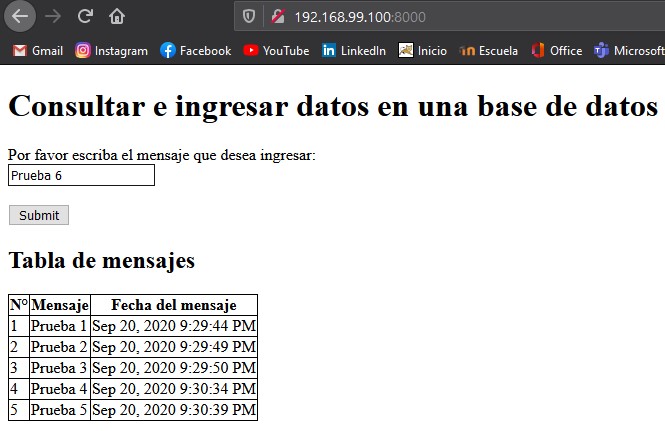 192.168.99.100:8000
Gmail Instagram Facebook YouTube LinkedIn Inicio Escuela Office Microsoft
Consultar e ingresar datos en una base de datos
Por favor escriba el mensaje que desea ingresar:
Prueba 6
Submit
Tabla de mensajes
N° Mensaje Fecha del mensaje
1 Prueba 1 Sep 20, 2020 9:29:44 PM
2 Prueba 2 Sep 20, 2020 9:29:49 PM
3 Prueba 3 Sep 20, 2020 9:29:50 PM
4 Prueba 4 Sep 20, 2020 9:30:34 PM
5 Prueba 5 Sep 20, 2020 9:30:39 PM